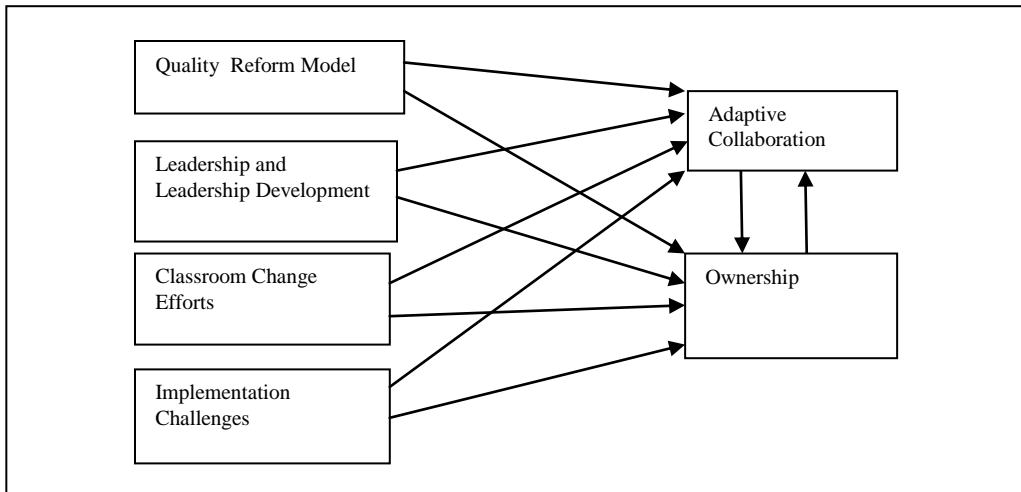 Quality Reform Model
Leadership and
Leadership Development
Classroom Change
Efforts
Implementation
Challenges
Adaptive
Collaboration
Ownership